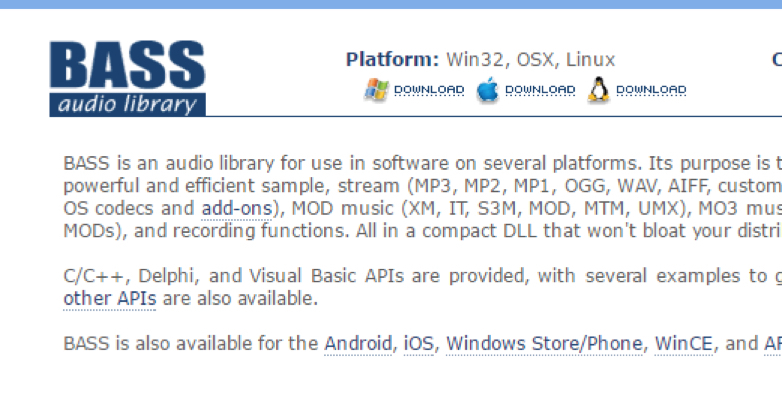 BASS
audio library
Platform: Win32, OSX, Linux
DOWNLOAD DOWNLOAD DOWNLOAD
BASS is an audio library for use in software on several platforms. Its purpose is
powerful and efficient sample, stream (MP3, MP2, MP1, OGG, WAV, AIFF, custom
OS codecs and add-ons), MOD music (XM, IT, S3M, MOD, MTM, UMX), MO3
MODs), and recording functions. All in a compact DLL that won't bloat your
C/C++, Delphi, and Visual Basic APIs are provided, with several examples to
other APIs are also available.
BASS is also available for the Android, iOS, Windows Store/Phone, WinCE, and